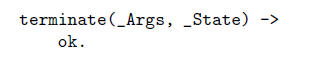 terminate(_Args, _State) ->
    ok.